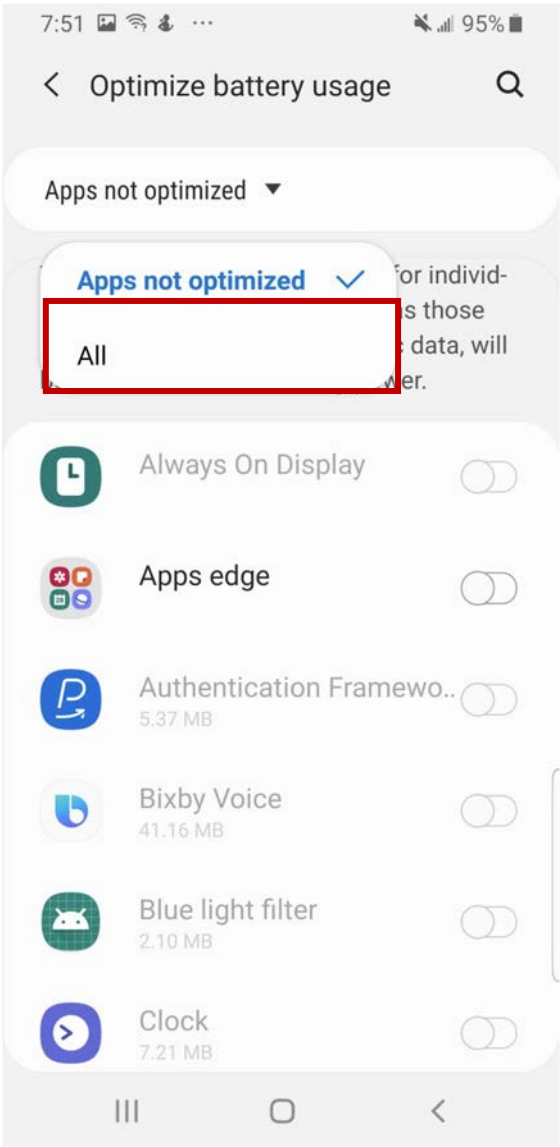 7:51 95%
Optimize battery usage
Apps not optimized
Apps not optimized
for individ-
s those
All
data, will
er.
Always On Display
Apps edge
Authentication Framewo..
5.37 MB
Bixby Voice
41.16 MB
Blue light filter
2.10 MB
Clock
7.21 MB